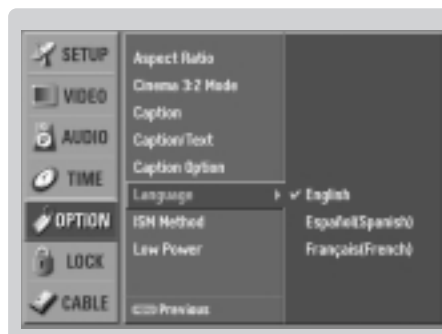 SETUP
VIDEO
AUDIO
TIME
OPTION
LOCK
CABLE
Aspect Ratio
Cinema 3:2 Mode
Caption
Caption/Text
Caption Option
Language
ISM Method
Low Power
Previous
✓ English
Español(Spanish)
Français(French)